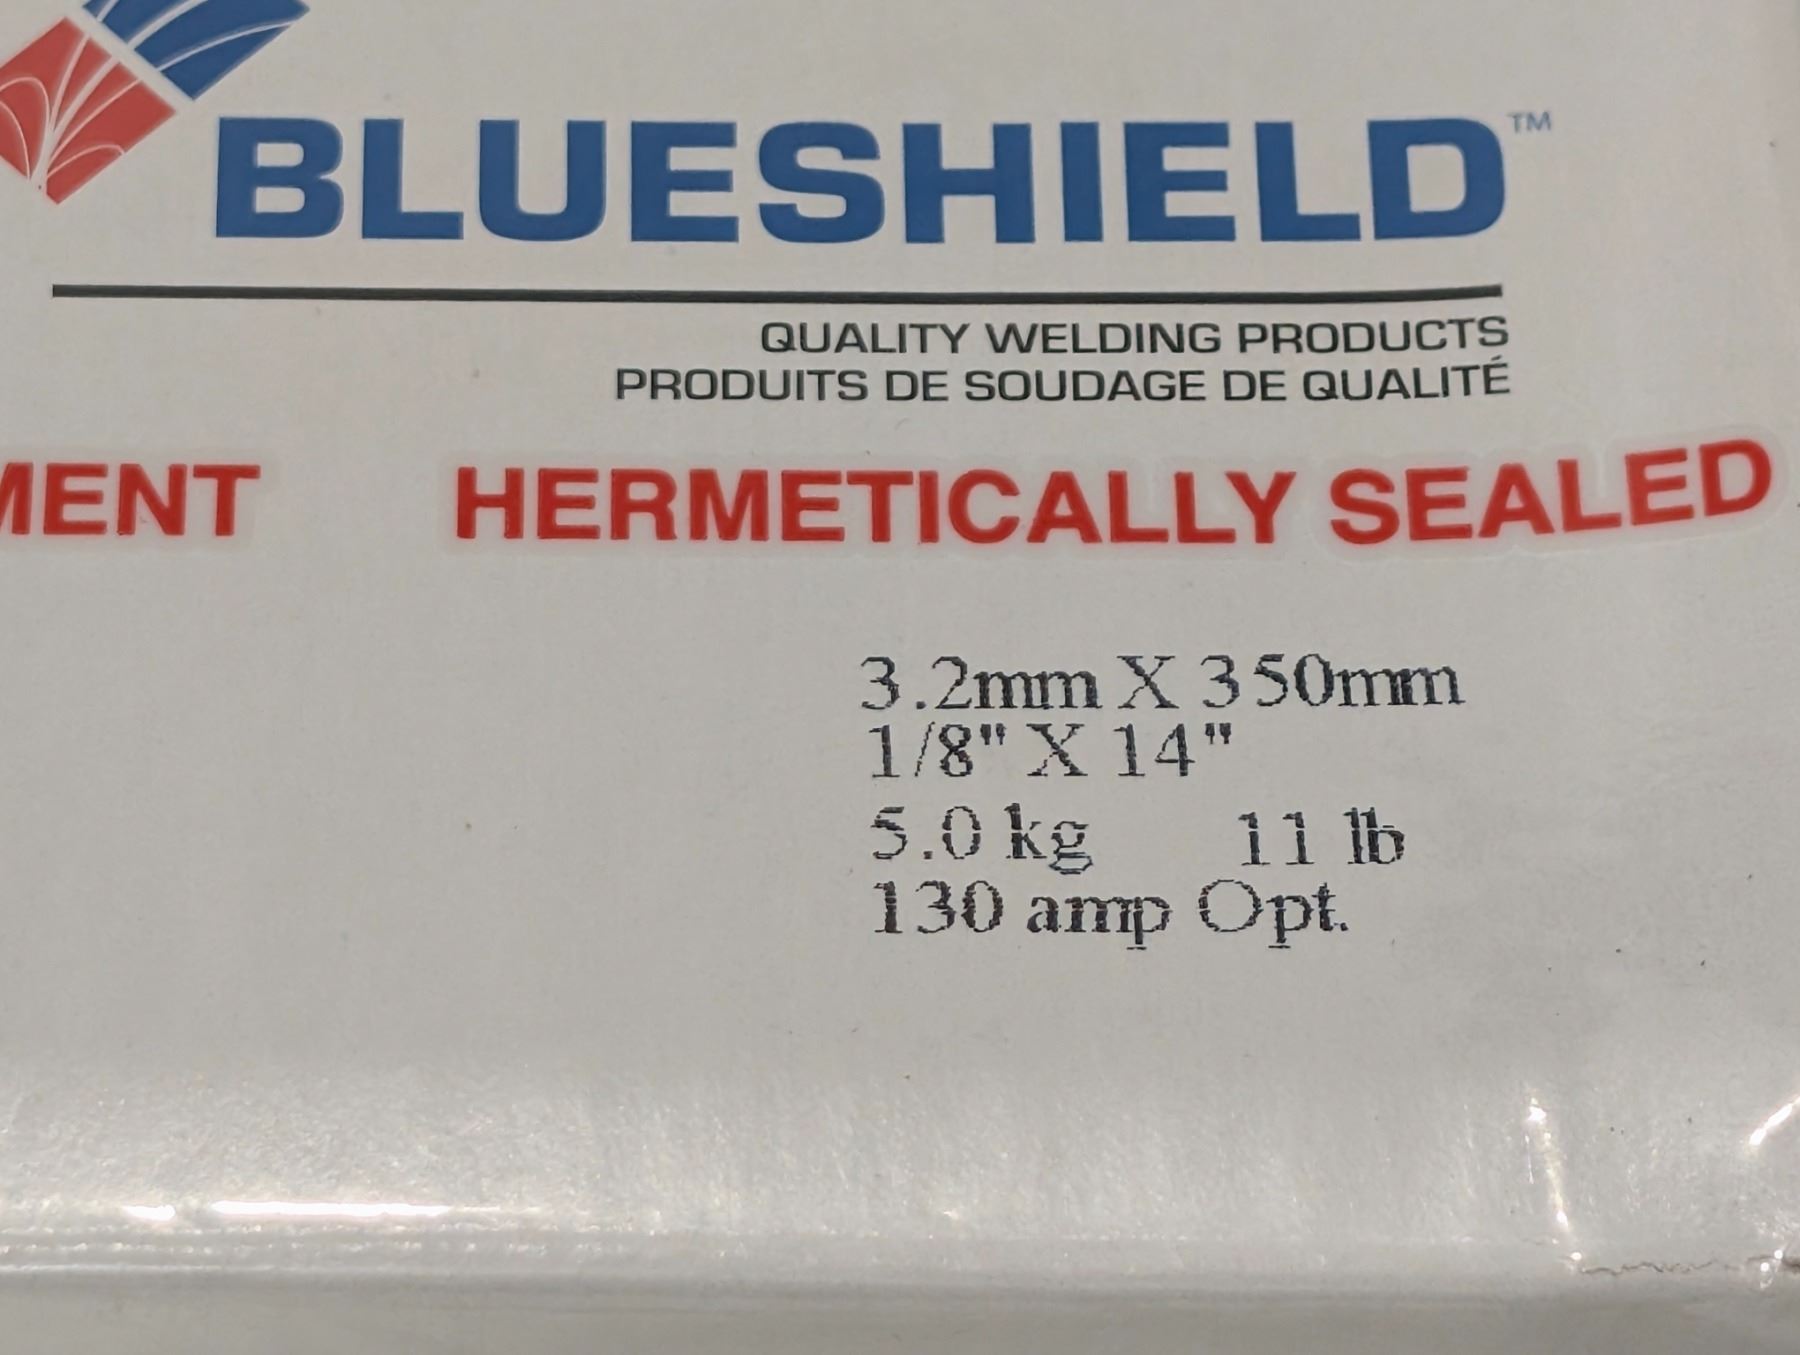 BLUESHIELD™
QUALITY WELDING PRODUCTS
PRODUITS DE SOUDAGE DE QUALITÉ
MENT HERMETICALLY SEALED
3.2mm X 350mm
1/8" X 14"
5.0 kg 11 lb
130 amp Opt.